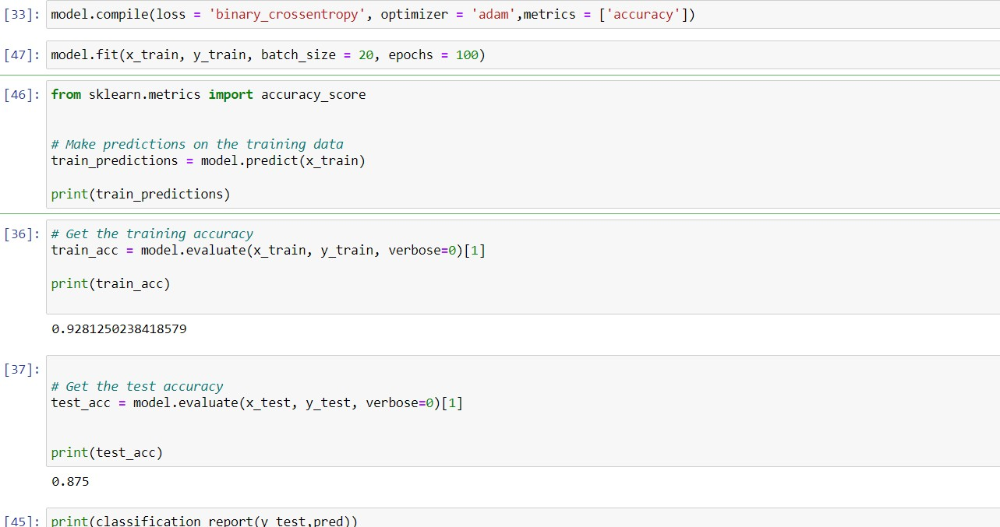 [33]: model.compile(loss = 'binary_crossentropy', optimizer = 'adam',metrics = ['accuracy'])
[47]: model.fit(x_train, y_train, batch_size = 20, epochs = 100)
[46]: from sklearn.metrics import accuracy_score
# Make predictions on the training data
train_predictions = model.predict(x_train)
print(train_predictions)
[36]: # Get the training accuracy
train_acc = model.evaluate(x_train, y_train, verbose=0)[1]
print(train_acc)
0.9281250238418579
[37]:
# Get the test accuracy
test_acc = model.evaluate(x_test, y_test, verbose=0)[1]
print(test_acc)
0.875
[45]: print(classification_report(y_test,pred))